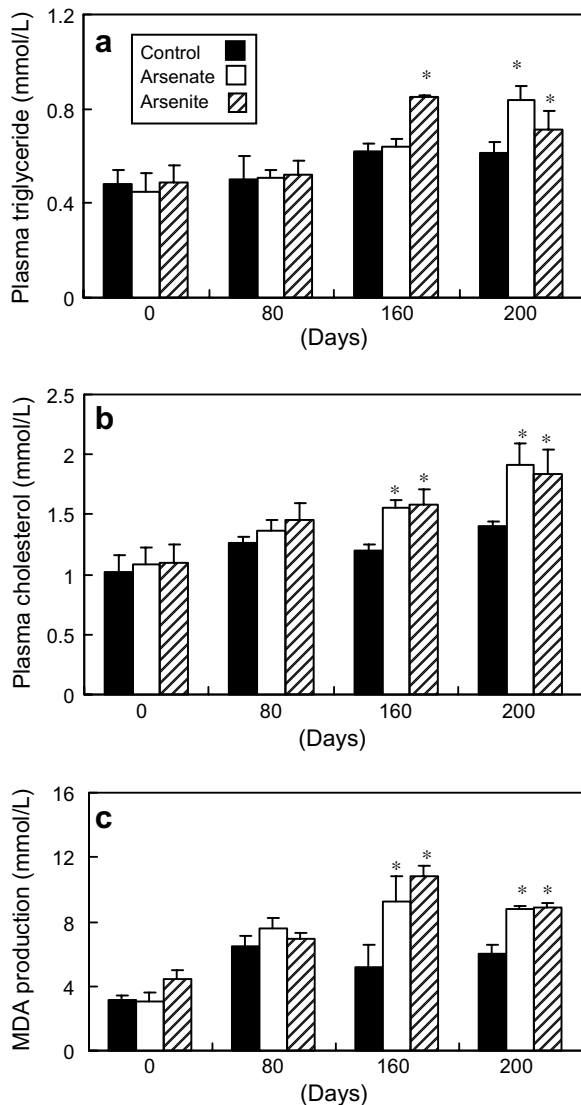 a
Control
Arsenate
Arsenite
Plasma triglyceride (mmol/L)
1.2
0.8
0.4
0
*
*
*
0 80 160 200
(Days)
b
Plasma cholesterol (mmol/L)
2.5
2
1.5
1
0.5
0
* *
* *
0 80 160 200
(Days)
c
MDA production (mmol/L)
16
12
8
4
0
* *
* *
0 80 160 200
(Days)